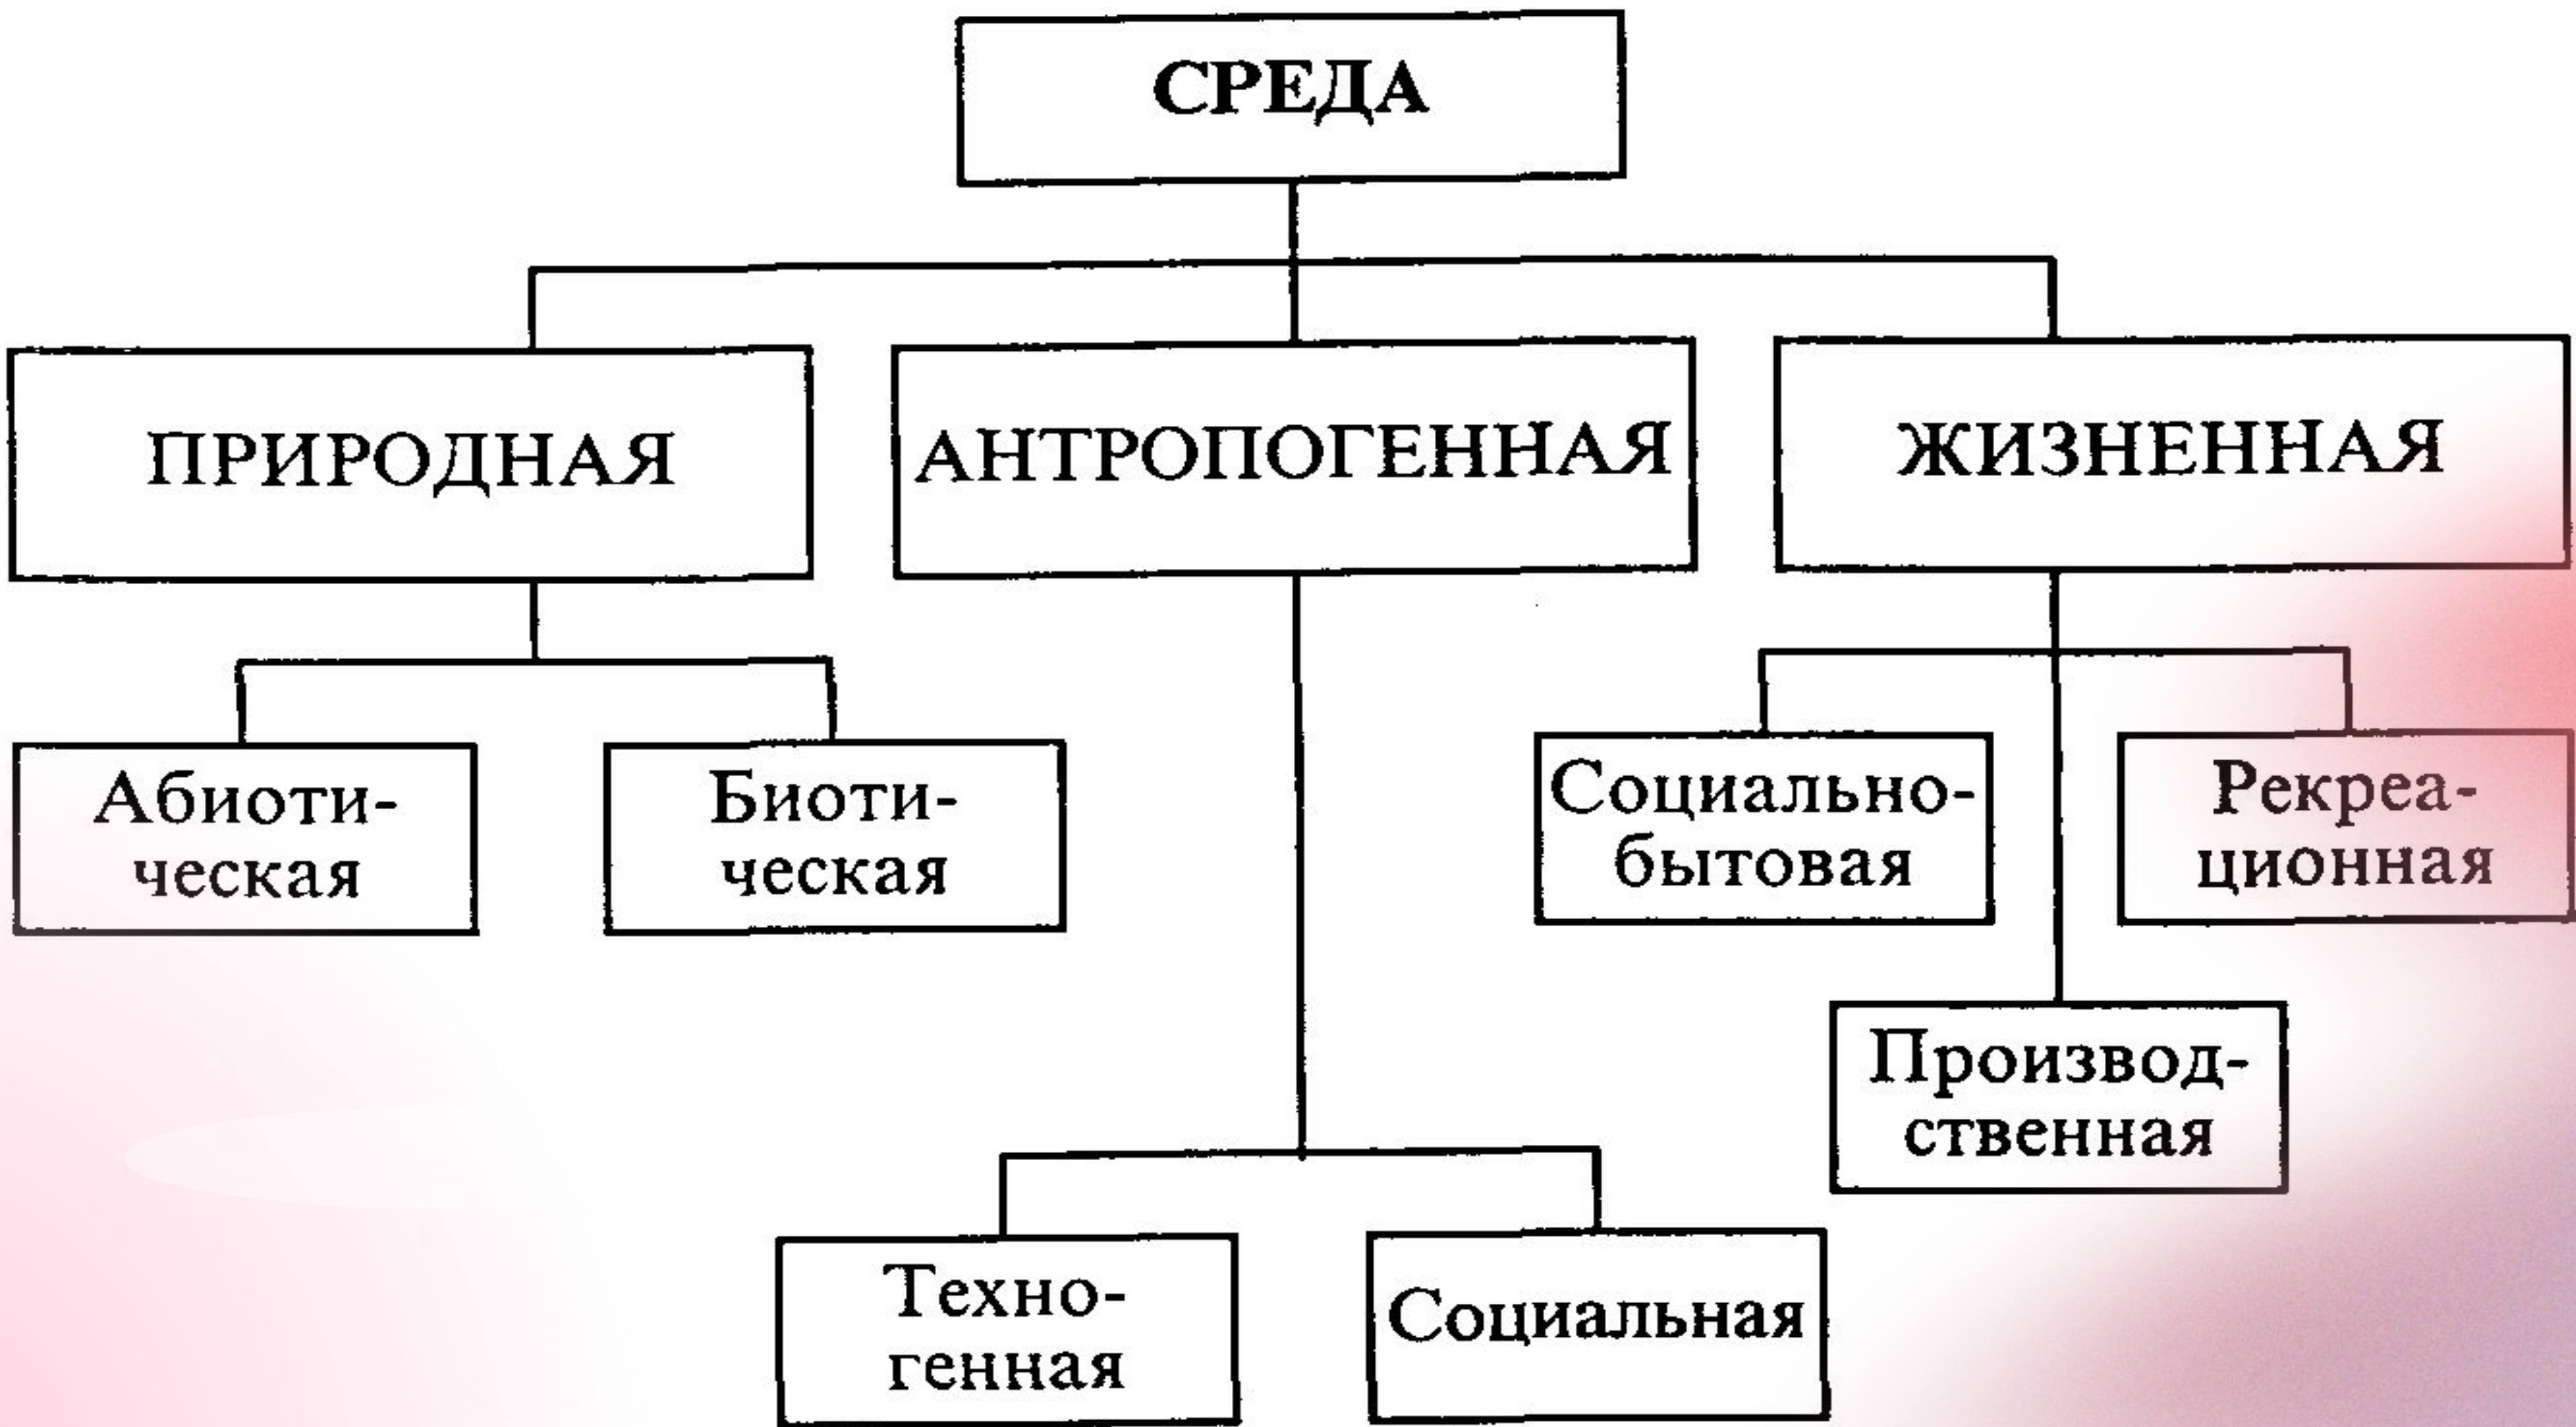 СРЕДА
ПРИРОДНАЯ
АНТРОПОГЕННАЯ
ЖИЗНЕННАЯ
Абиоти-
ческая
Биоти-
ческая
Социально-
бытовая
Рекреа-
ционная
Производ-
ственная
Техно-
генная
Социальная